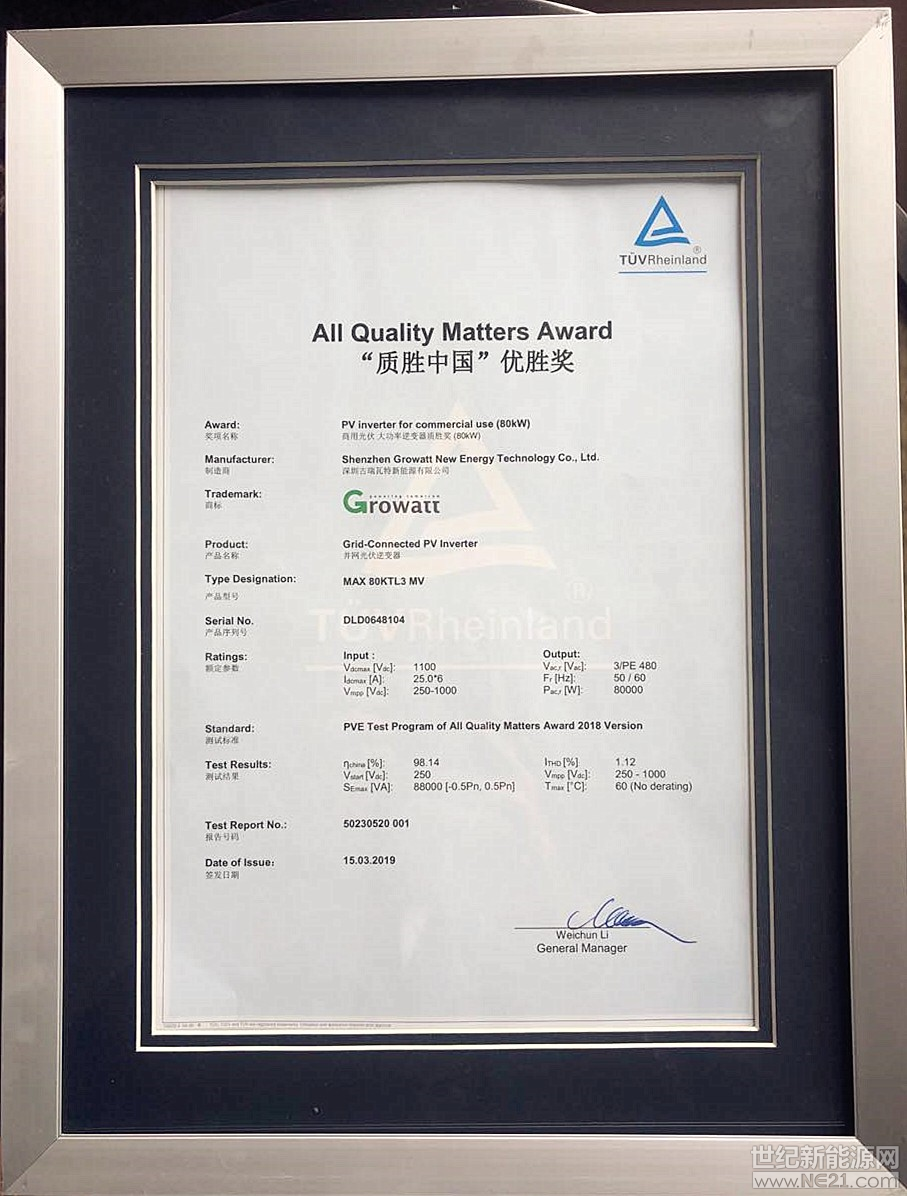 TÜVRheinland®
All Quality Matters Award
“质胜中国”优胜奖
Award: PV inverter for commercial use (80kW)
奖项名称 商用光伏 大功率逆变器质胜奖 (80kW)
Manufacturer: Shenzhen Growatt New Energy Technology Co., Ltd.
制造商 深圳古瑞瓦特新能源有限公司
Trademark: powering tomorrow
商标 Growatt
Product: Grid-Connected PV Inverter
产品名称 并网光伏逆变器
Type Designation: MAX 80KTL3 MV
产品型号
Serial No. DLD0648104
产品序列号
TÜVRheinland®
Ratings: Input : Output:
额定参数 Vdcmax [Vdc]: 1100 Vac,r [Vac]: 3/PE 480
Idcmax [A]: 25.0*6 Fr [Hz]: 50 / 60
Vmpp [Vdc]: 250-1000 Pac,r [W]: 80000
Standard: PVE Test Program of All Quality Matters Award 2018 Version
测试标准
Test Results: ηchina [%]: 98.14 ITHD [%] 1.12
测试结果 Vstart [Vdc]: 250 Vmpp [Vdc]: 250 - 1000
SEmax [VA]: 88000 [-0.5Pn, 0.5Pn] Tmax [°C]: 60 (No derating)
Test Report No.: 50230520 001
报告号码
Date of Issue: 15.03.2019
签发日期
Weichun Li
General Manager
世纪新能源网
www.NE21.com